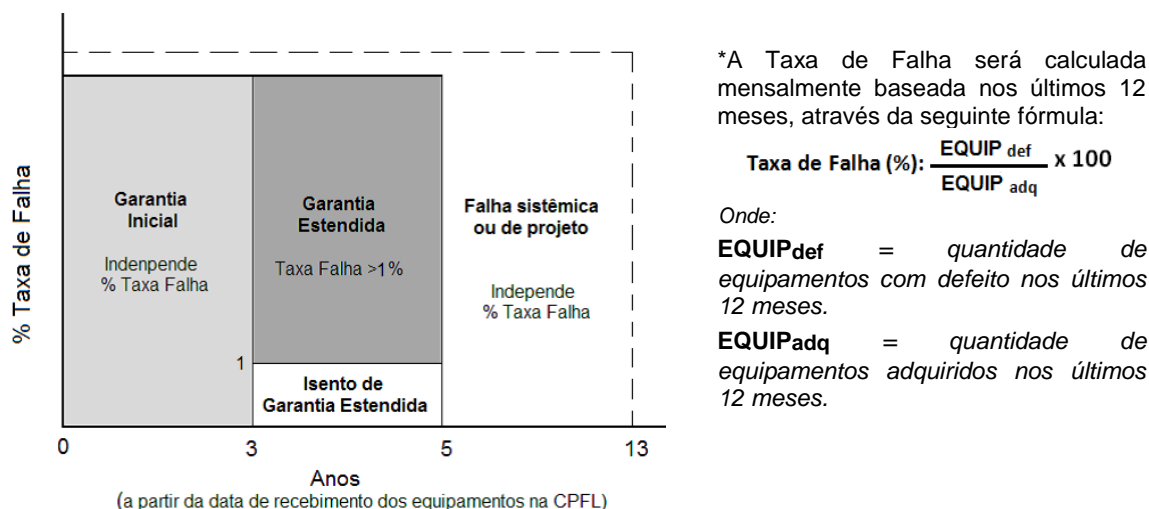 % Taxa de Falha
Garantia
Inicial
Indenpende
% Taxa Falha
Garantia
Estendida
Taxa Falha >1%
Falha sistêmica
ou de projeto
Independe
% Taxa Falha
1
Isento de
Garantia Estendida
0 3 5 13
Anos
(a partir da data de recebimento dos equipamentos na CPFL)
*A Taxa de Falha será calculada
mensalmente baseada nos últimos 12
meses, através da seguinte fórmula:
Taxa de Falha (%): EQUIP def / EQUIP adq x 100
Onde:
EQUIPdef = quantidade de
equipamentos com defeito nos últimos
12 meses.
EQUIPadq = quantidade de
equipamentos adquiridos nos últimos
12 meses.